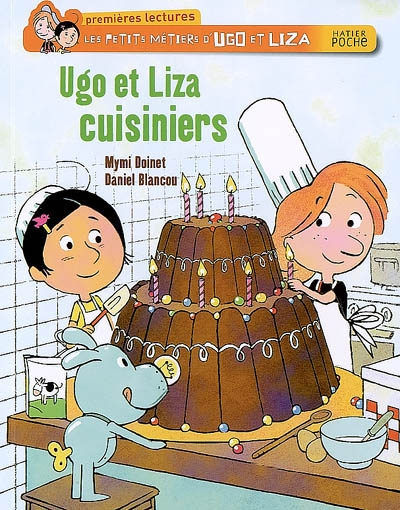 premières lectures
LES PETITS MÉTIERS D'UGO ET LIZA
HATIER
POCHE
Ugo et Liza
cuisiniers
Mymi Doinet
Daniel Blancou